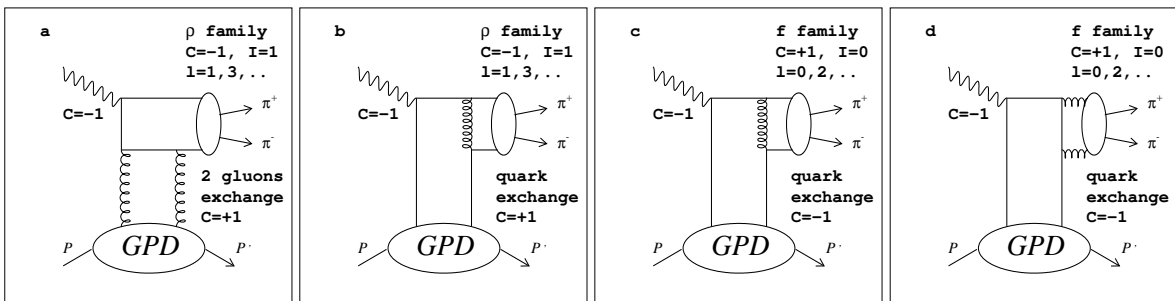 a
ρ family
C=−1, I=1
l=1,3,..
C=−1
π+
π-
2 gluons
exchange
C=+1
GPD
P
P'
b
ρ family
C=−1, I=1
l=1,3,..
C=−1
π+
π-
quark
exchange
C=+1
GPD
P
P'
c
f family
C=+1, I=0
l=0,2,..
C=−1
π+
π-
quark
exchange
C=−1
GPD
P
P'
d
f family
C=+1, I=0
l=0,2,..
C=−1
π+
π-
quark
exchange
C=−1
GPD
P
P'